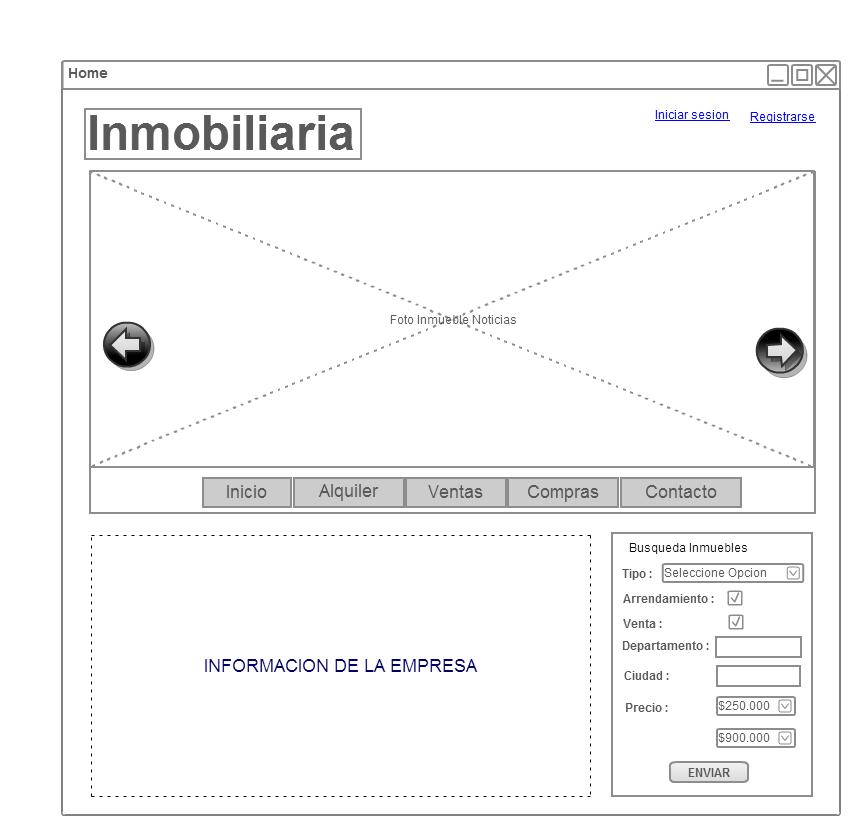 Home
Inmobiliaria
Iniciar sesion
Registrarse
Foto Inmueble Noticias
Inicio
Alquiler
Ventas
Compras
Contacto
INFORMACION DE LA EMPRESA
Busqueda Inmuebles
Tipo : Seleccione Opcion
Arrendamiento :
Venta :
Departamento :
Ciudad :
Precio : $250.000
$900.000
ENVIAR